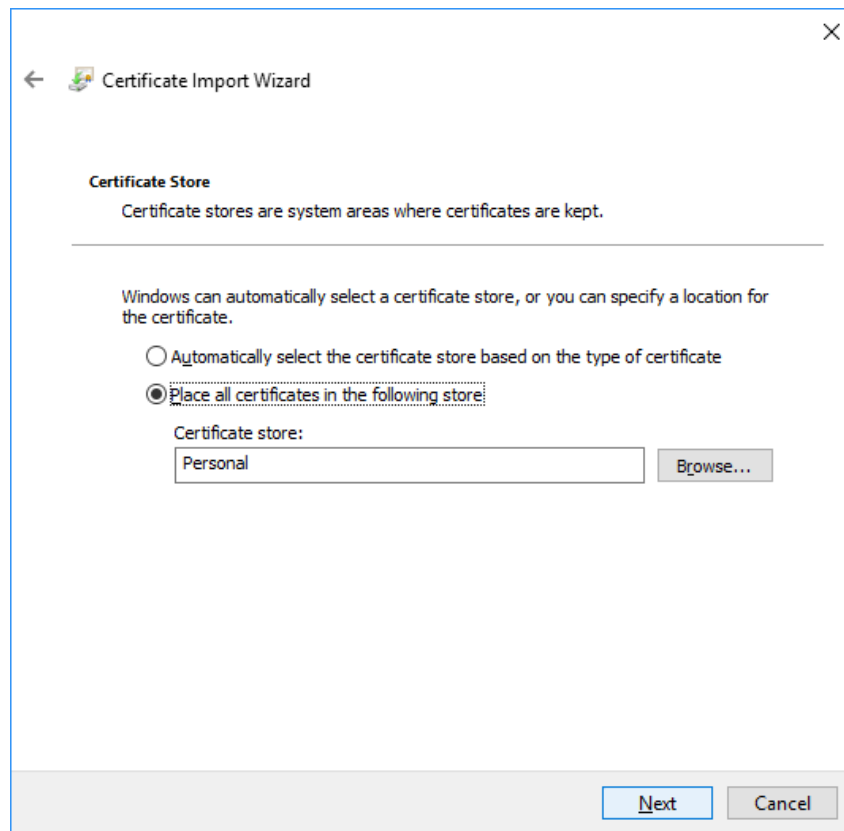 Certificate Import Wizard
Certificate Store
Certificate stores are system areas where certificates are kept.
Windows can automatically select a certificate store, or you can specify a location for
the certificate.
Automatically select the certificate store based on the type of certificate
Place all certificates in the following store
Certificate store:
Personal
Browse...
Next
Cancel